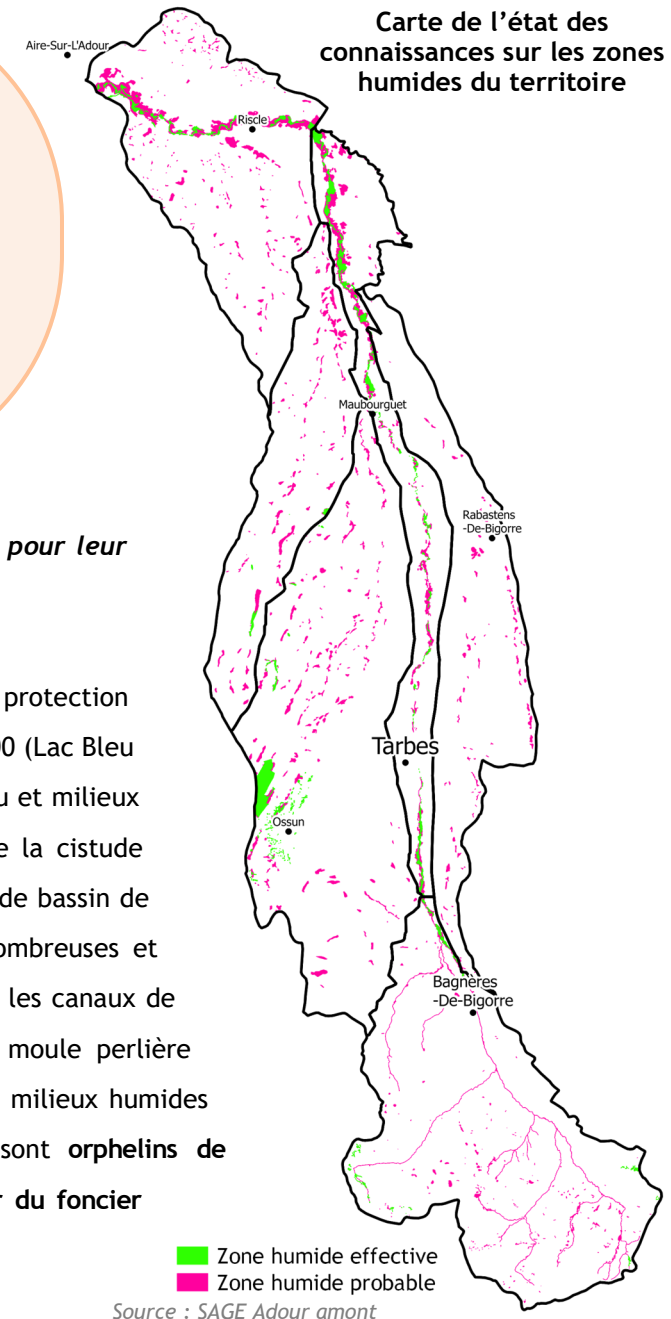 Carte de l’état des
connaissances sur les zones
humides du territoire
Aire-Sur-L'Adour
Riscle
Maubourguet
Rabastens
-De-Bigorre
pour leur
protection
00 (Lac Bleu
u et milieux
e la cistude
de bassin de
ombreuses et
les canaux de
moule perlière
milieux humides
sont orphelins de
r du foncier
Tarbes
Ossun
Bagnères
-De-Bigorre
Zone humide effective
Zone humide probable
Source : SAGE Adour amont